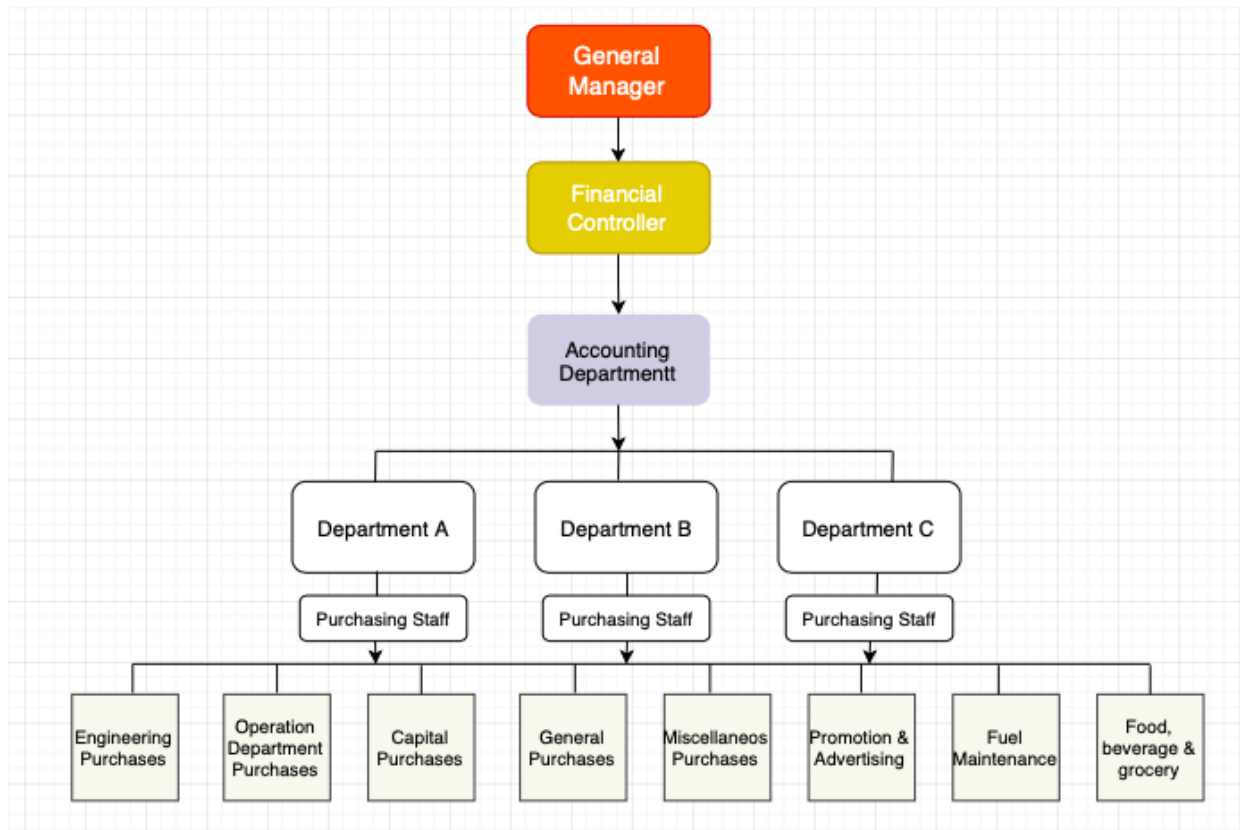 General
Manager
Financial
Controller
Accounting
Departmentt
Department A
Department B
Department C
Purchasing Staff
Purchasing Staff
Purchasing Staff
Engineering
Purchases
Operation
Department
Purchases
Capital
Purchases
General
Purchases
Miscellaneos
Purchases
Promotion &
Advertising
Fuel
Maintenance
Food,
beverage &
grocery